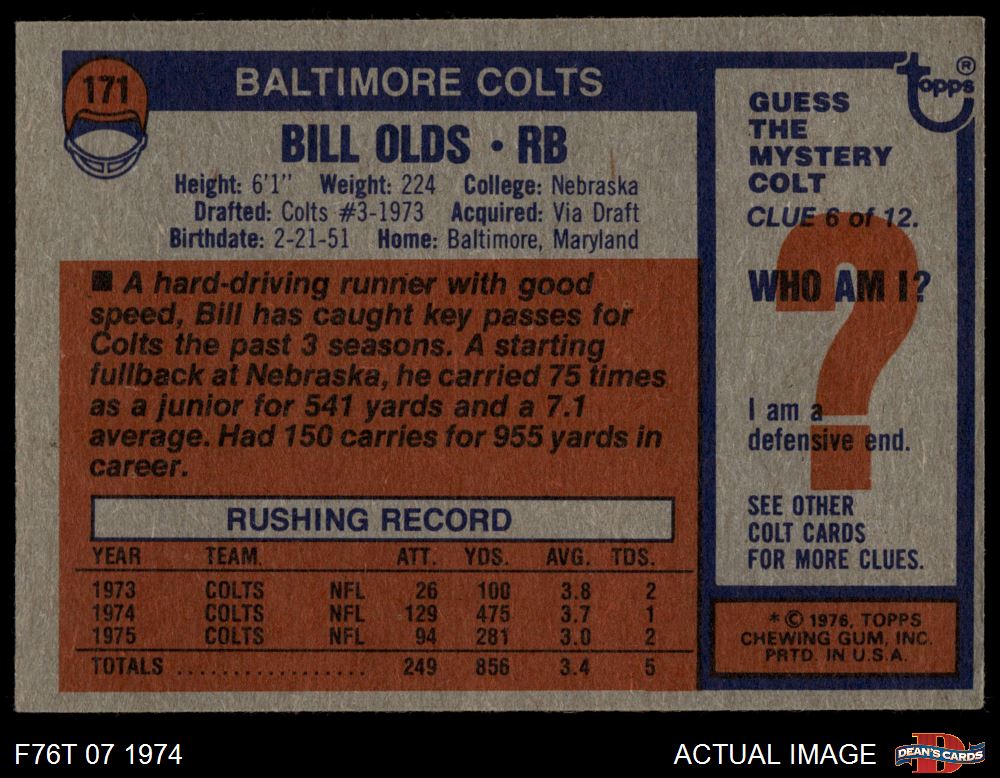 171
BALTIMORE COLTS
BILL OLDS • RB
Height: 6'1" Weight: 224 College: Nebraska
Drafted: Colts #3-1973 Acquired: Via Draft
Birthdate: 2-21-51 Home: Baltimore, Maryland
■ A hard-driving runner with good
speed, Bill has caught key passes for
Colts the past 3 seasons. A starting
fullback at Nebraska, he carried 75 times
as a junior for 541 yards and a 7.1
average. Had 150 carries for 955 yards in
career.
RUSHING RECORD
YEAR TEAM. ATT. YDS. AVG. TDS.
1973 COLTS NFL 26 100 3.8 2
1974 COLTS NFL 129 475 3.7 1
1975 COLTS NFL 94 281 3.0 2
TOTALS .................. 249 856 3.4 5
Topps ®
GUESS
THE
MYSTERY
COLT
CLUE 6 of 12.
WHO AM I?
?
I am a
defensive end.
SEE OTHER
COLT CARDS
FOR MORE CLUES.
* © 1976, TOPPS
CHEWING GUM, INC.
PRTD. IN U.S.A.
F76T 07 1974
ACTUAL IMAGE
D
DEAN'S CARDS